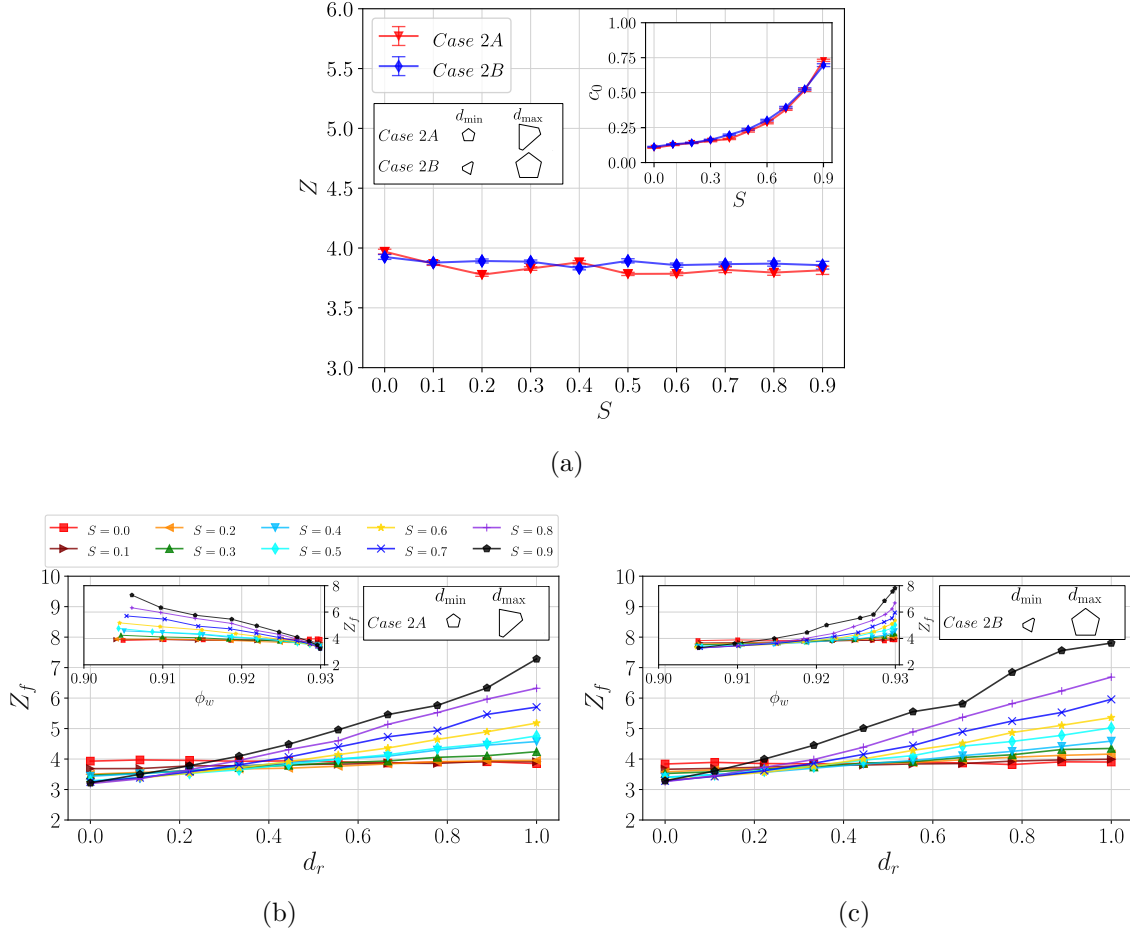 6.0
5.5
5.0
4.5
4.0
3.5
3.0
Z
Case 2A
Case 2B
d_min d_max
Case 2A
Case 2B
1.00
0.75
0.50
0.25
0.00
c_0
0.0 0.3 0.6 0.9
S
0.0 0.1 0.2 0.3 0.4 0.5 0.6 0.7 0.8 0.9
S
(a)
S = 0.0 S = 0.2 S = 0.4 S = 0.6 S = 0.8
S = 0.1 S = 0.3 S = 0.5 S = 0.7 S = 0.9
10
9
8
7
6
5
4
3
2
Z_f
8
6
4
2
Z_f
0.90 0.91 0.92 0.93
ϕ_w
d_min d_max
Case 2A
0.0 0.2 0.4 0.6 0.8 1.0
d_r
(b)
10
9
8
7
6
5
4
3
2
Z_f
8
6
4
2
Z_f
0.90 0.91 0.92 0.93
ϕ_w
d_min d_max
Case 2B
0.0 0.2 0.4 0.6 0.8 1.0
d_r
(c)